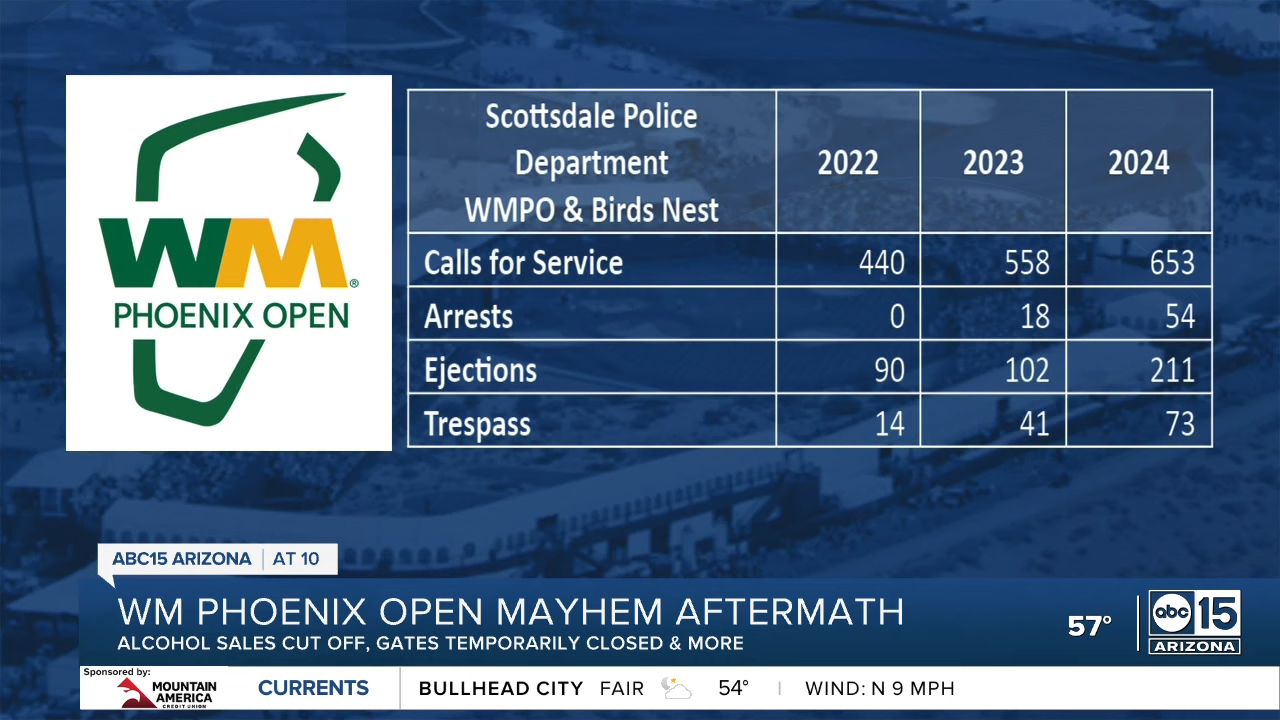 WM®
PHOENIX OPEN
Scottsdale Police
Department
WMPO & Birds Nest
2022
2023
2024
Calls for Service
440
558
653
Arrests
0
18
54
Ejections
90
102
211
Trespass
14
41
73
ABC15 ARIZONA | AT 10
WM PHOENIX OPEN MAYHEM AFTERMATH
ALCOHOL SALES CUT OFF, GATES TEMPORARILY CLOSED & MORE
57°
abc 15
ARIZONA
Sponsored by:
MOUNTAIN
AMERICA
CREDIT UNION
CURRENTS
BULLHEAD CITY FAIR 54° | WIND: N 9 MPH